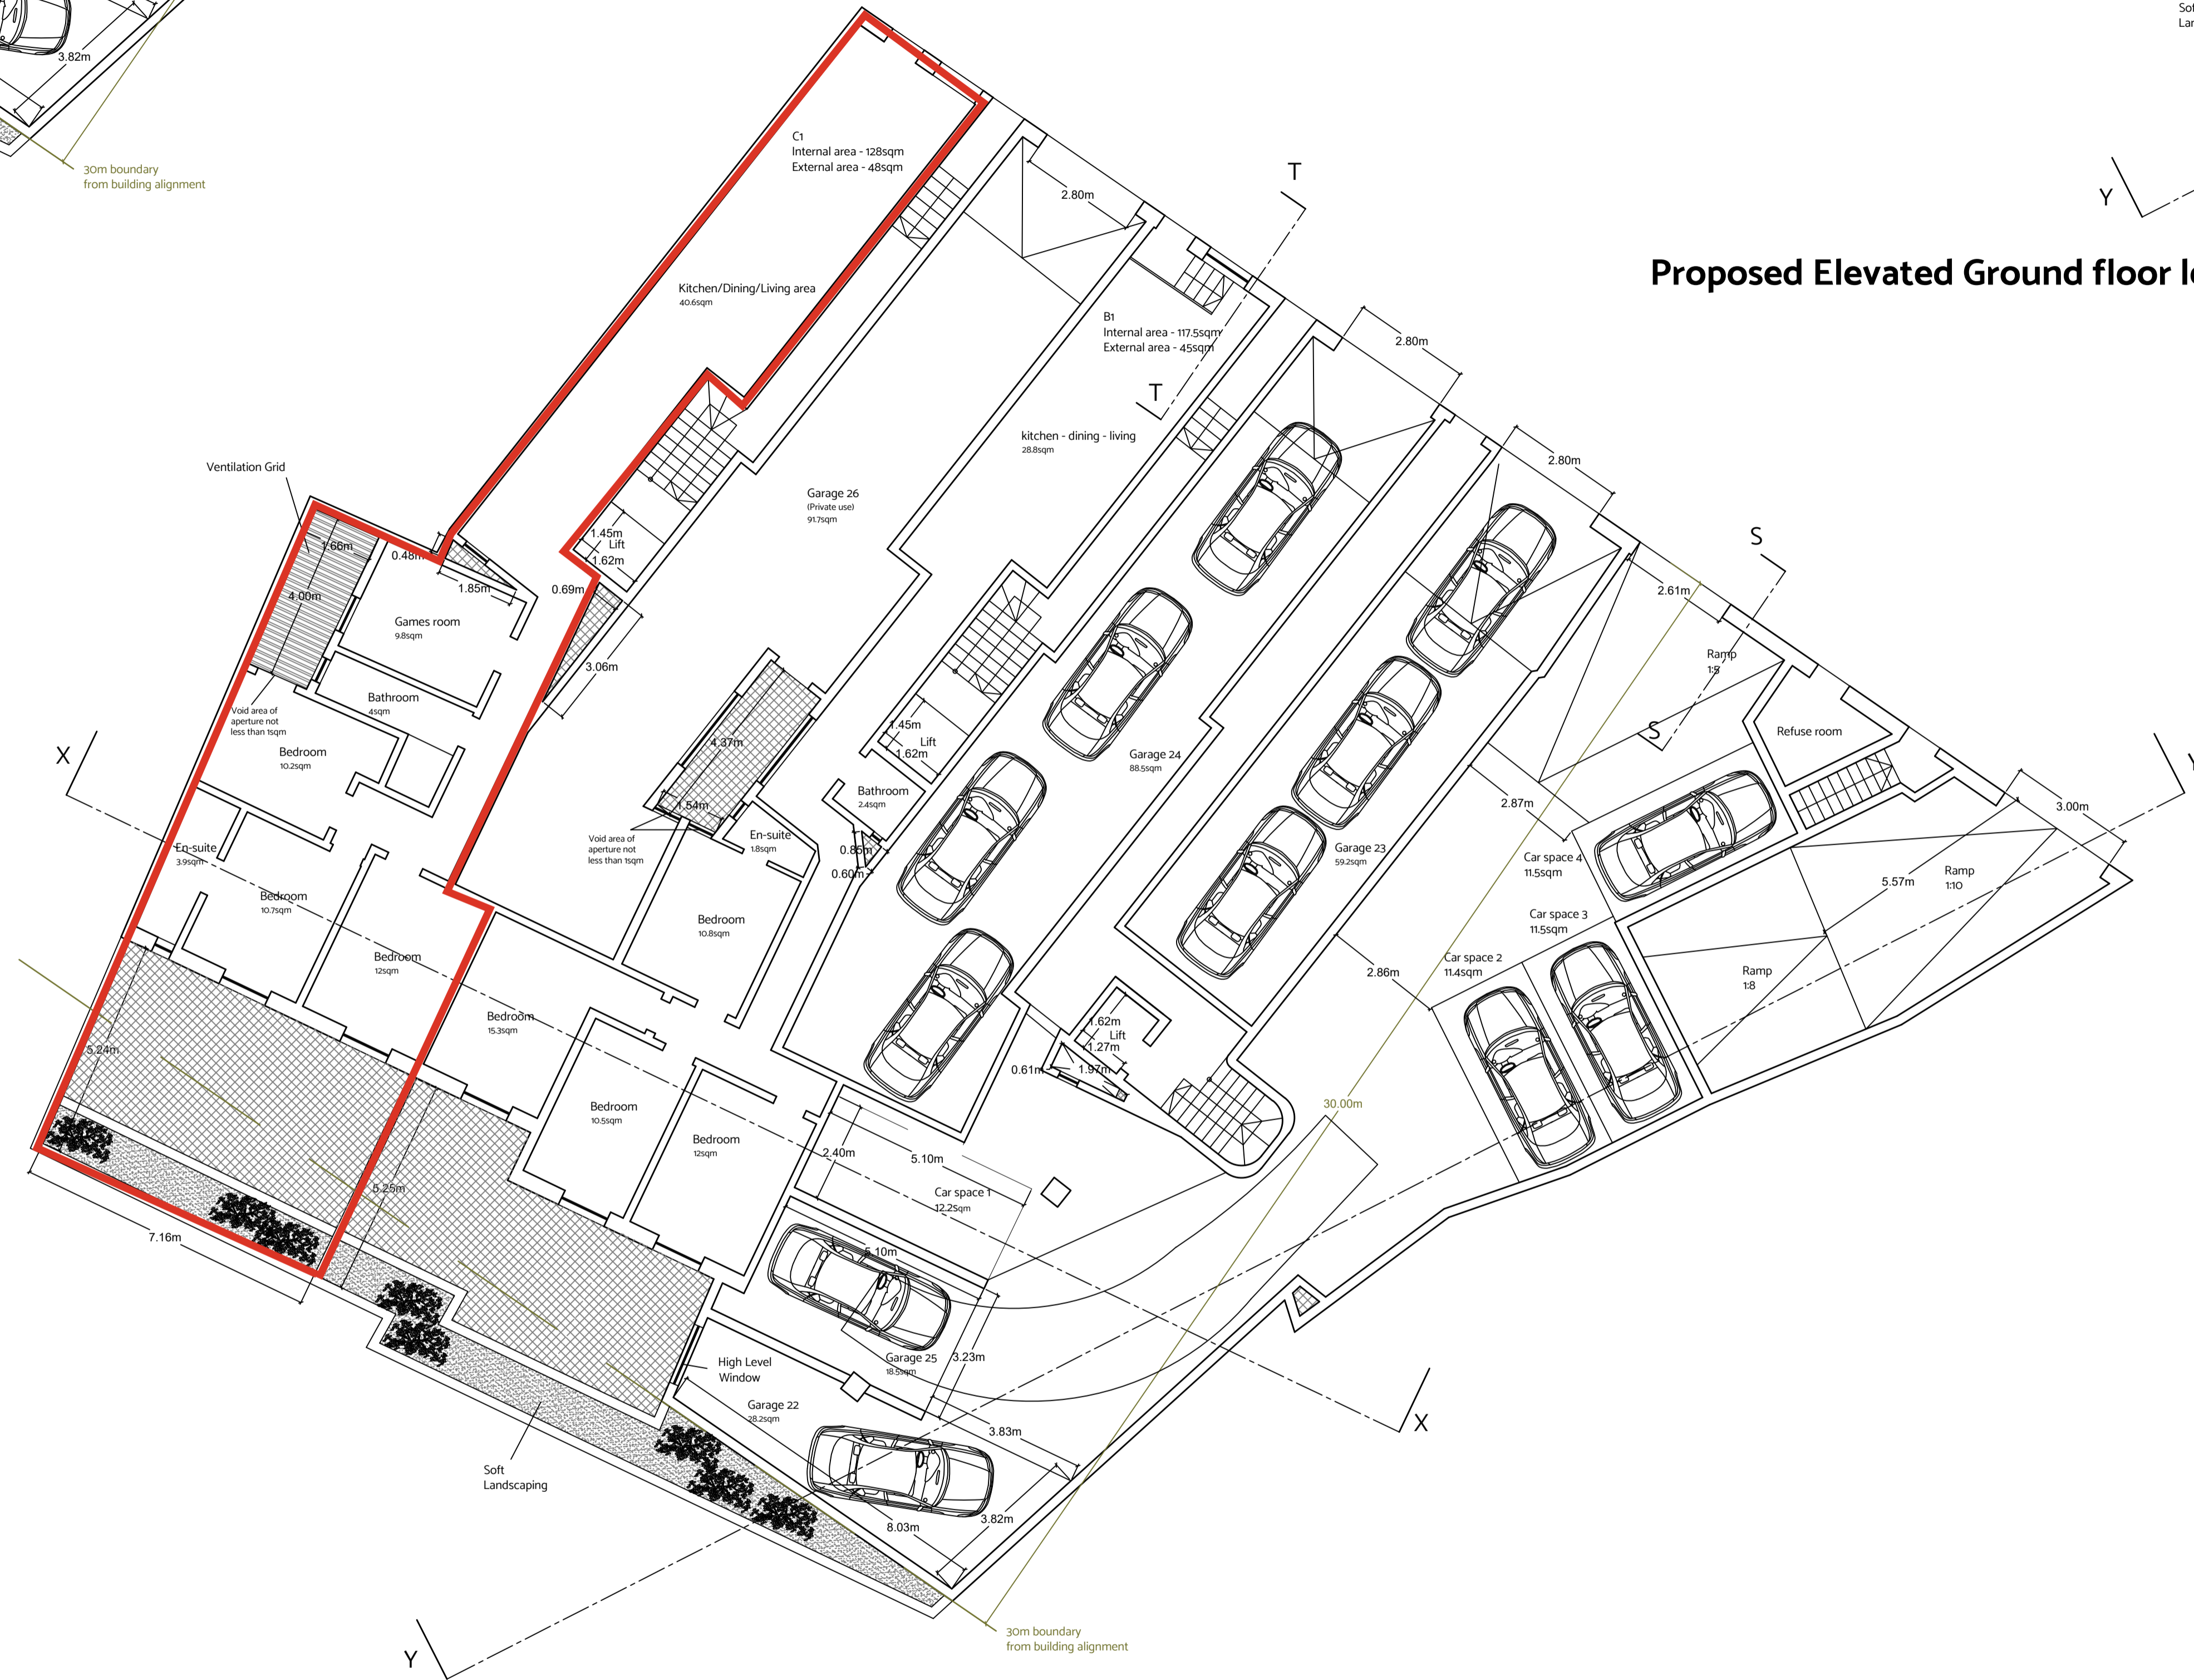 Sof
Lar
3.82m
30m boundary
from building alignment
C1
Internal area - 128sqm
External area - 48sqm
2.80m
T
Y
Proposed Elevated Ground floor l
Kitchen/Dining/Living area
40.6sqm
B1
Internal area - 117.5sqm
External area - 45sqm
2.80m
T
kitchen - dining - living
28.8sqm
2.80m
Ventilation Grid
Garage 26
(Private use)
91.7sqm
1.45m
Lift
1.62m
S
1.66m
0.48m
1.85m
0.69m
4.00m
2.61m
Games room
9.8sqm
3.06m
Ramp
1:5
Bathroom
4sqm
Void area of
aperture not
less than 1sqm
Bedroom
10.2sqm
X
4.37m
1.45m
Lift
1.62m
Garage 24
88.5sqm
S
Refuse room
Y
1.54m
Bathroom
2.4sqm
2.87m
3.00m
Void area of
aperture not
less than 1sqm
En-suite
1.8sqm
0.85m
0.60m
En-suite
3.9sqm
Garage 23
59.2sqm
Car space 4
11.5sqm
5.57m
Ramp
1:10
Bedroom
10.7sqm
Bedroom
10.8sqm
Car space 3
11.5sqm
Bedroom
12sqm
Car space 2
11.4sqm
2.86m
Ramp
1:8
Bedroom
15.3sqm
1.62m
Lift
1.27m
0.61m
1.97m
5.24m
Bedroom
10.5sqm
30.00m
Bedroom
12sqm
2.40m
5.10m
5.25m
Car space 1
12.2Sqm
7.16m
5.10m
High Level
Window
Garage 25
18.5sqm
3.23m
Garage 22
28.2sqm
3.83m
X
Soft
Landscaping
8.03m
3.82m
30m boundary
from building alignment
Y